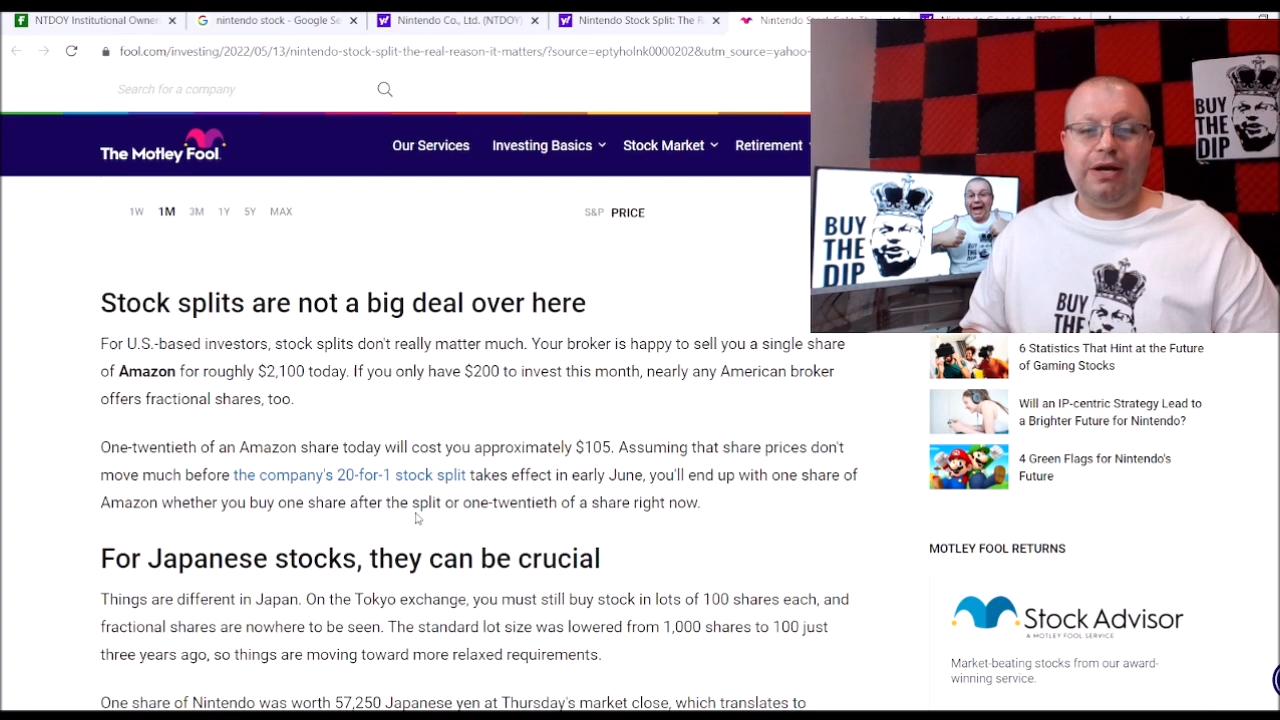 NTDOY Institutional Owner
nintendo stock - Google Se
Nintendo Co., Ltd. (NTDOY)
Nintendo Stock Split: The R
fool.com/investing/2022/05/13/nintendo-stock-split-the-real-reason-it-matters/?source=eptyholnk0000202&utm_source=yahoo-
Search for a company
The Motley Fool.
Our Services
Investing Basics
Stock Market
Retirement
1W 1M 3M 1Y 5Y MAX
S&P PRICE
BUY
THE
DIP
BUY
THE
DIP
BUY
Stock splits are not a big deal over here
For U.S.-based investors, stock splits don't really matter much. Your broker is happy to sell you a single share
of Amazon for roughly $2,100 today. If you only have $200 to invest this month, nearly any American broker
offers fractional shares, too.
One-twentieth of an Amazon share today will cost you approximately $105. Assuming that share prices don't
move much before the company's 20-for-1 stock split takes effect in early June, you'll end up with one share of
Amazon whether you buy one share after the split or one-twentieth of a share right now.
For Japanese stocks, they can be crucial
Things are different in Japan. On the Tokyo exchange, you must still buy stock in lots of 100 shares each, and
fractional shares are nowhere to be seen. The standard lot size was lowered from 1,000 shares to 100 just
three years ago, so things are moving toward more relaxed requirements.
One share of Nintendo was worth 57,250 Japanese yen at Thursday's market close, which translates to
6 Statistics That Hint at the Future
of Gaming Stocks
Will an IP-centric Strategy Lead to
a Brighter Future for Nintendo?
4 Green Flags for Nintendo's
Future
MOTLEY FOOL RETURNS
Stock Advisor
A MOTLEY FOOL SERVICE
Market-beating stocks from our award-
winning service.